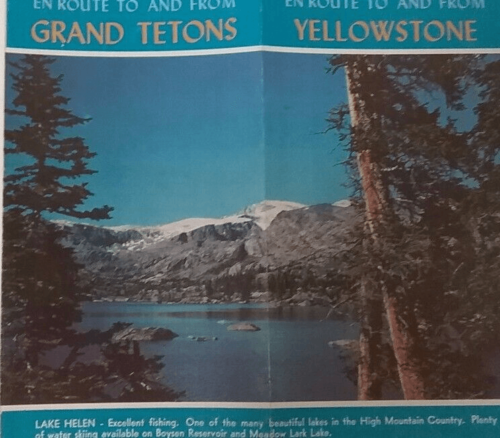 EN ROUTE TO AND FROM
GRAND TETONS
EN ROUTE TO AND FROM
YELLOWSTONE
LAKE HELEN - Excellent fishing. One of the many beautiful lakes in the High Mountain Country. Plenty
of water skiing available on Boysen Reservoir and Meadow Lark Lake.